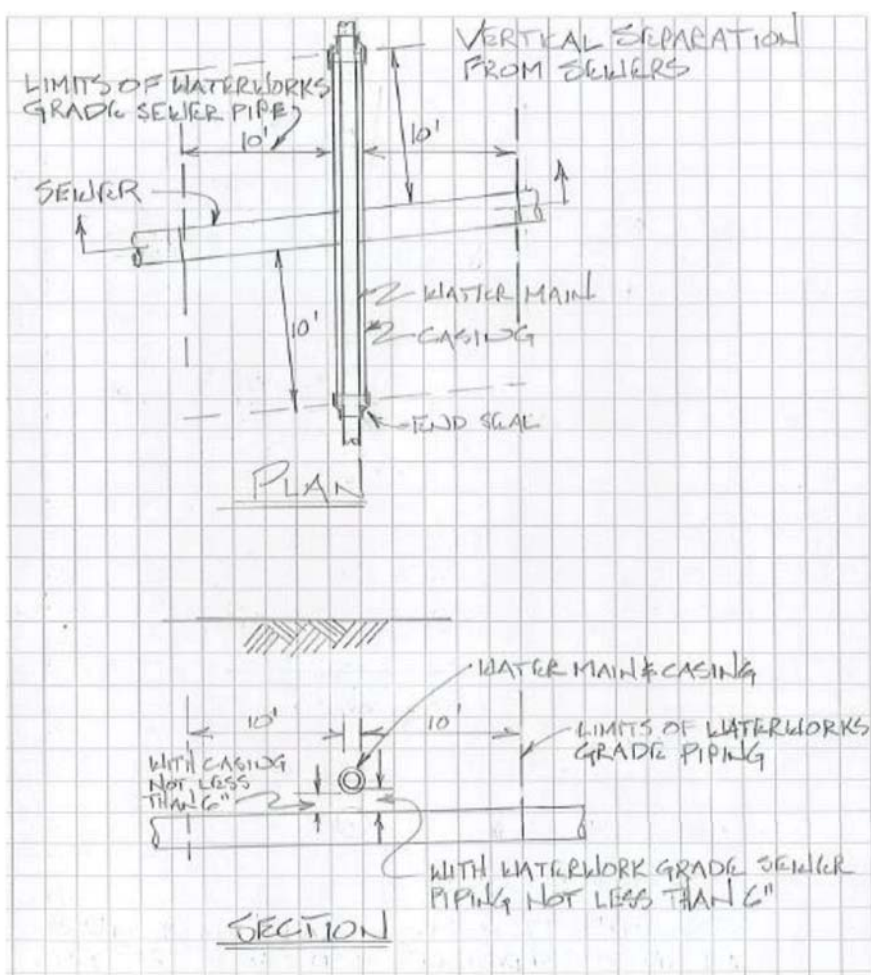 VERTICAL SEPARATION
FROM SEWERS
LIMITS OF WATERWORKS
GRADE SEWER PIPE
10'
10'
SEWER
WATER MAIN
10'
CASING
END SEAL
PLAN
WATER MAIN & CASING
10'
10'
LIMITS OF WATERWORKS
GRADE PIPING
WITH CASING
NOT LESS
THAN 6"
WITH WATERWORK GRADE SEWER
PIPING NOT LESS THAN 6"
SECTION